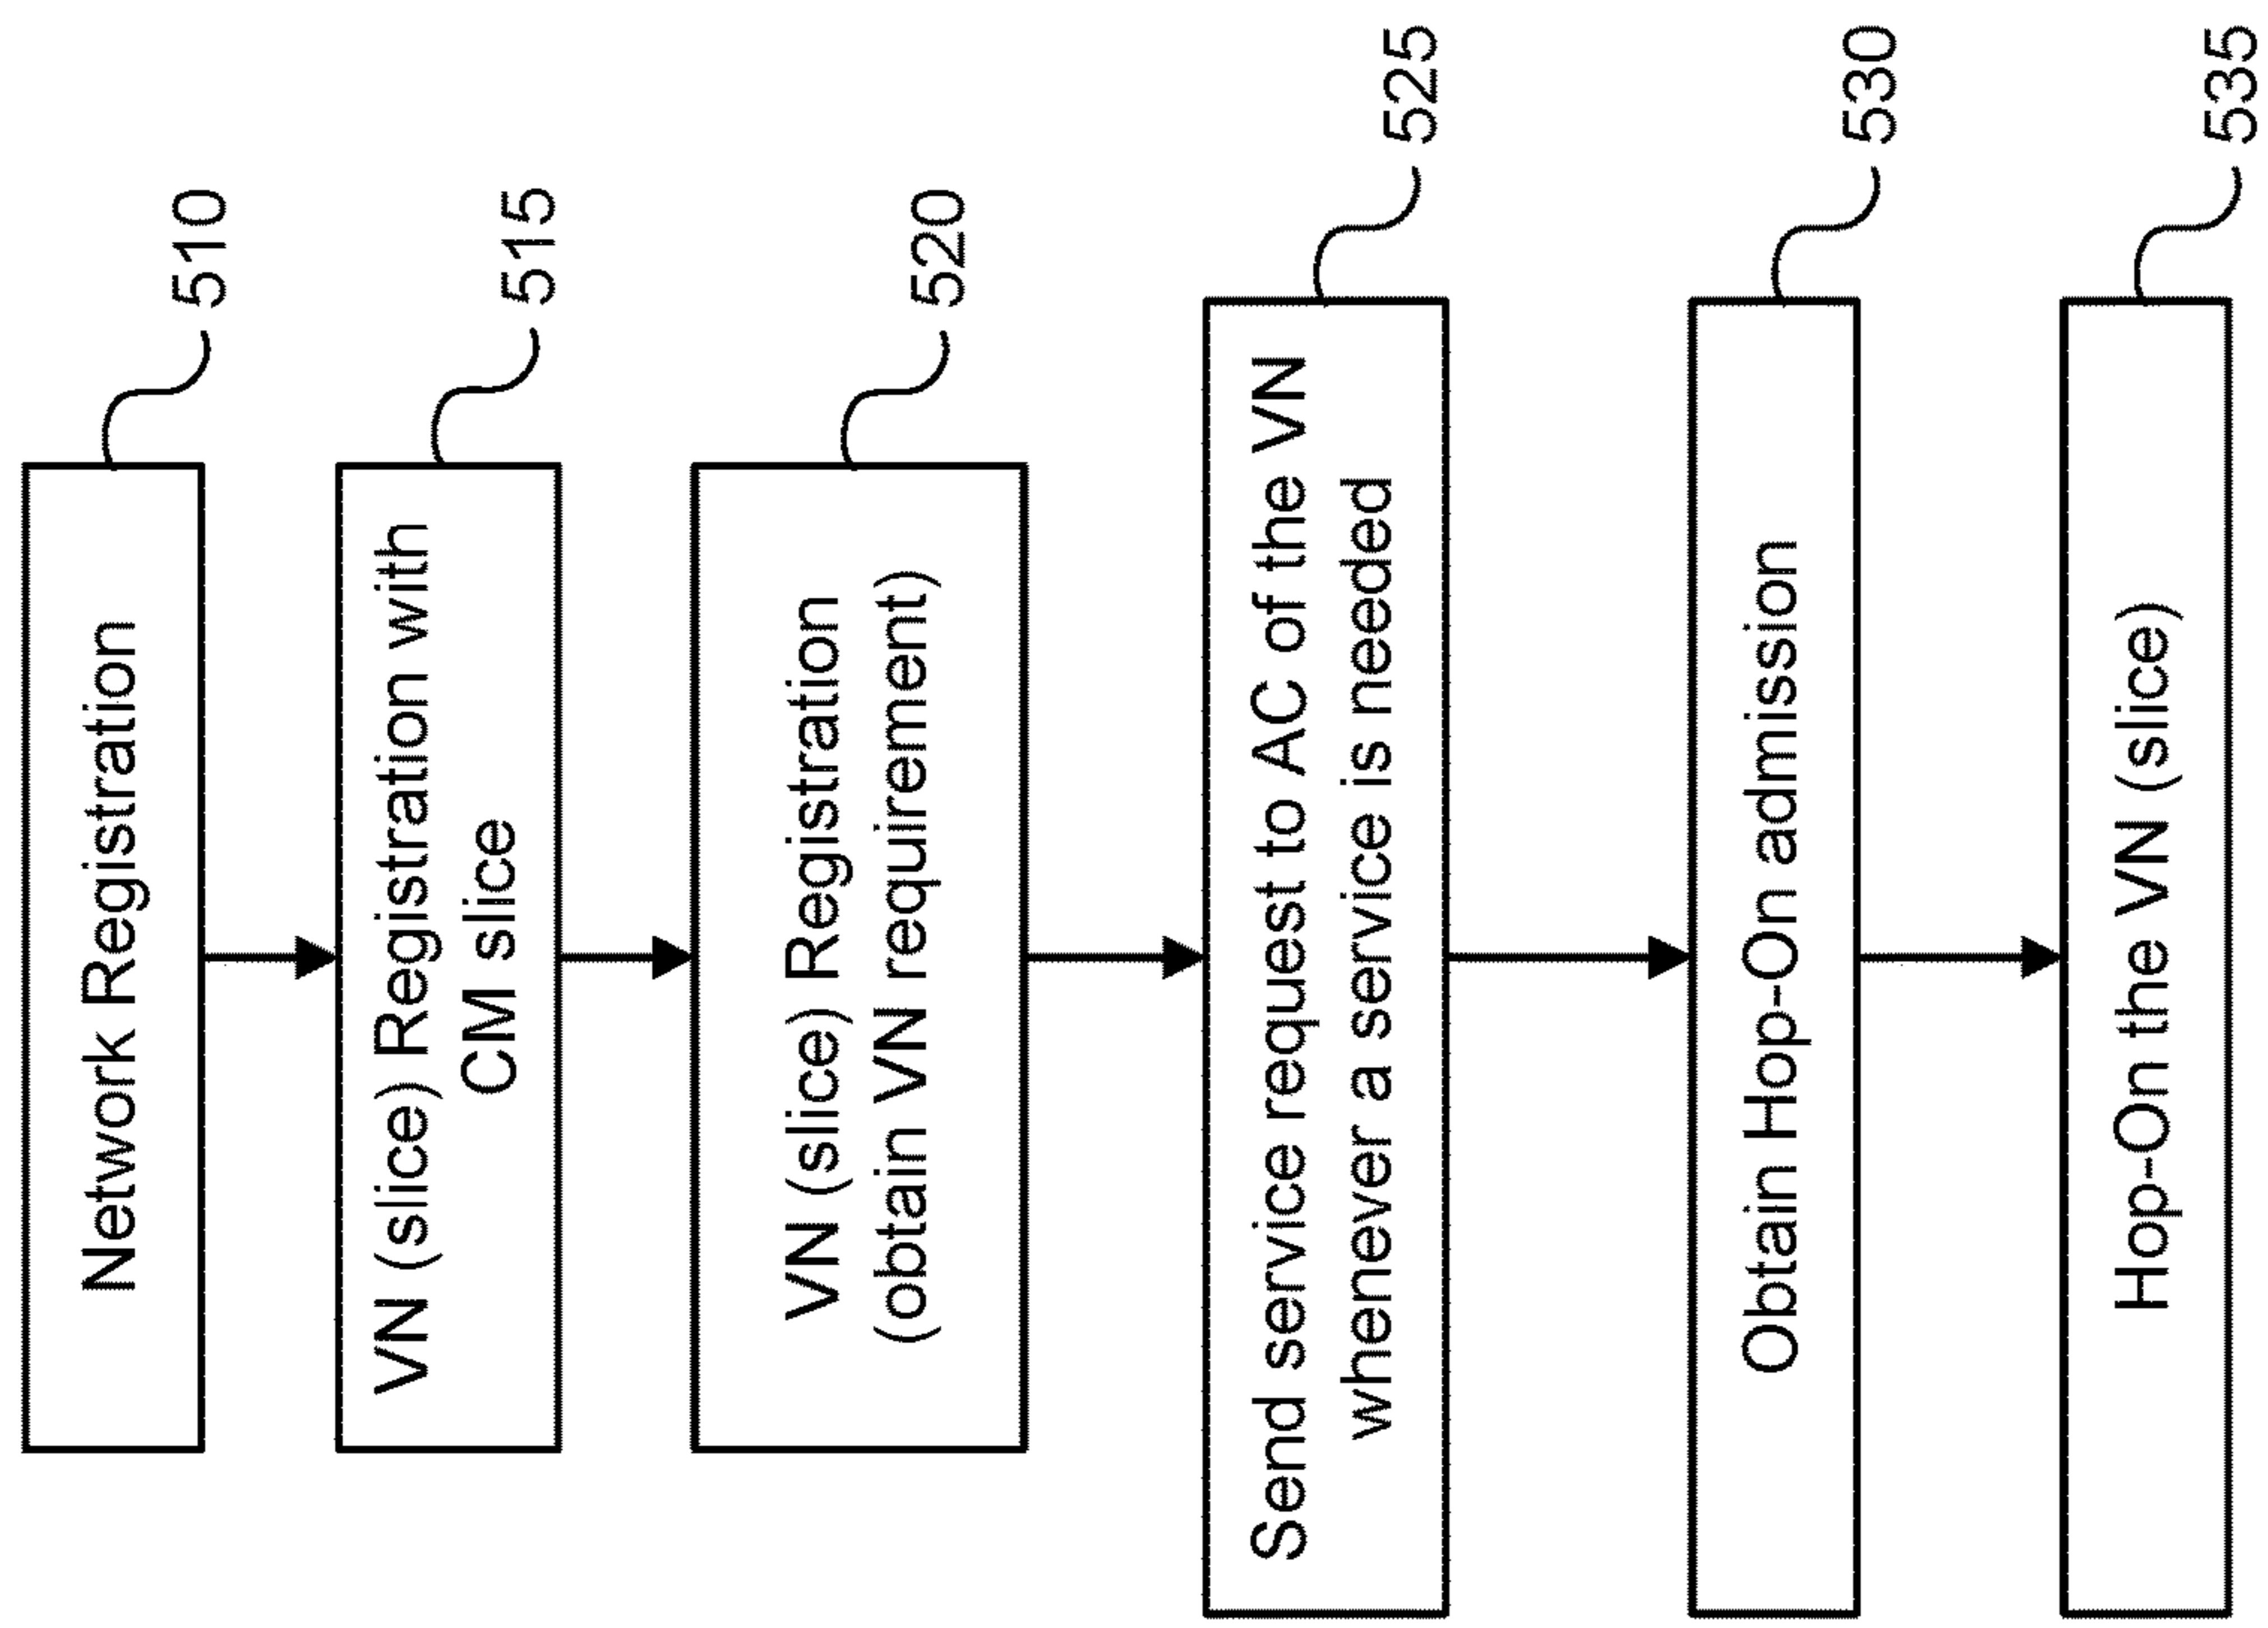 Network Registration
510
VN (slice) Registration with
CM slice
515
VN (slice) Registration
(obtain VN requirement)
520
Send service request to AC of the VN
whenever a service is needed
525
Obtain Hop-On admission
530
Hop-On the VN (slice)
535